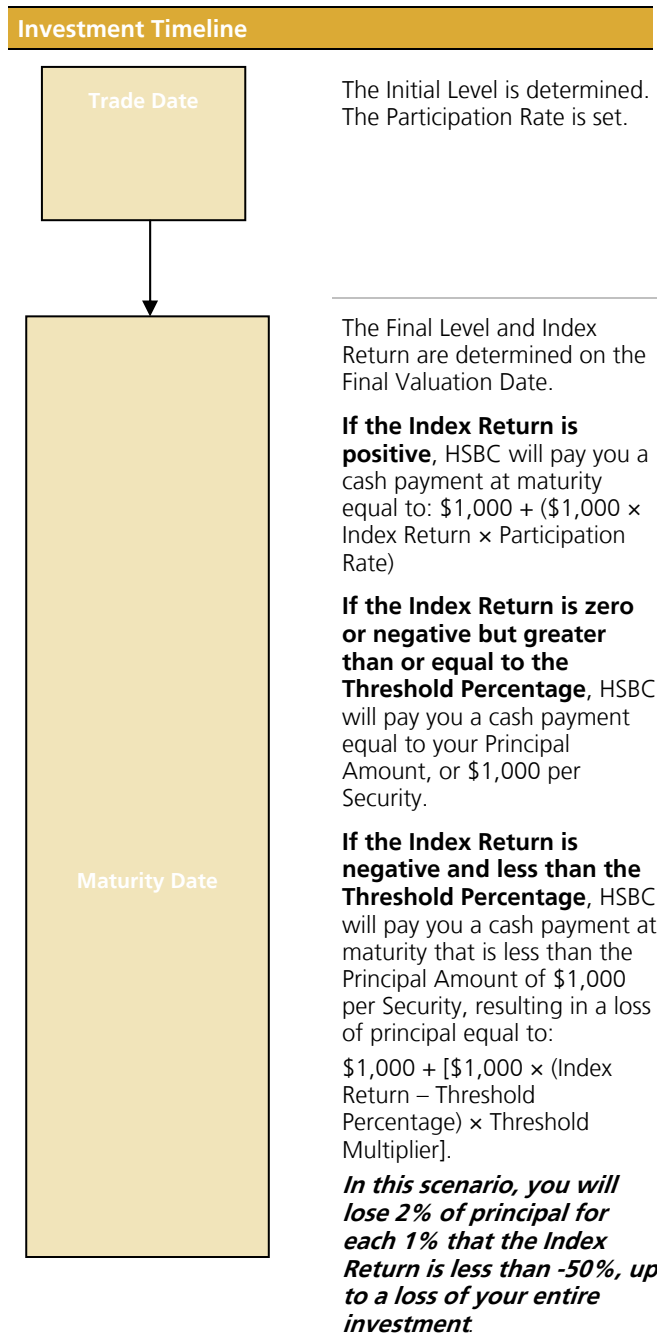 Investment Timeline
Trade Date
The Initial Level is determined.
The Participation Rate is set.
The Final Level and Index
Return are determined on the
Final Valuation Date.
If the Index Return is
positive, HSBC will pay you a
cash payment at maturity
equal to: $1,000 + ($1,000 ×
Index Return × Participation
Rate)
If the Index Return is zero
or negative but greater
than or equal to the
Threshold Percentage, HSBC
will pay you a cash payment
equal to your Principal
Amount, or $1,000 per
Security.
If the Index Return is
negative and less than the
Threshold Percentage, HSBC
will pay you a cash payment at
maturity that is less than the
Principal Amount of $1,000
per Security, resulting in a loss
of principal equal to:
$1,000 + [$1,000 × (Index
Return – Threshold
Percentage) × Threshold
Multiplier].
In this scenario, you will
lose 2% of principal for
each 1% that the Index
Return is less than -50%, up
to a loss of your entire
investment.
Maturity Date